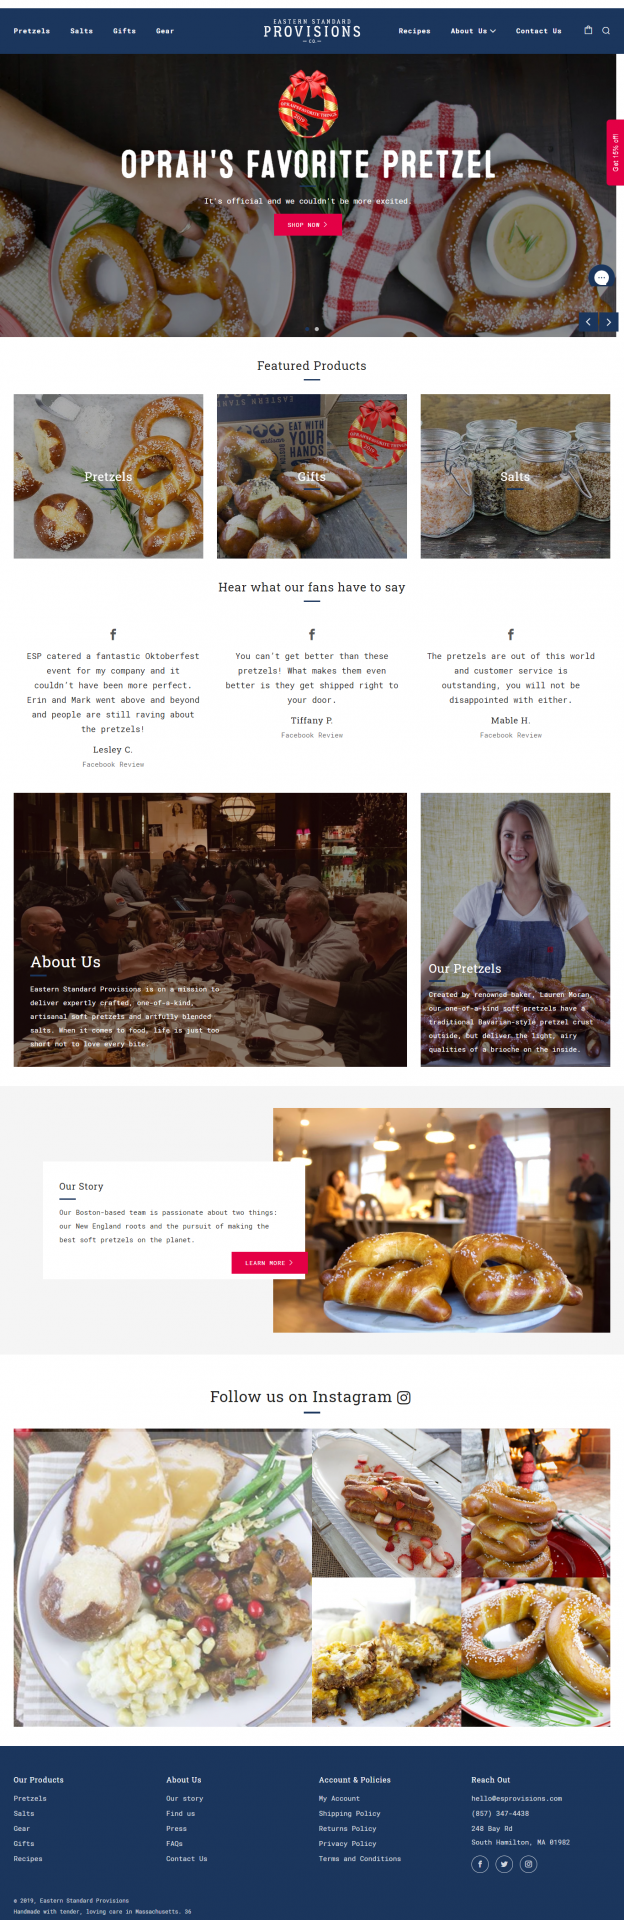 Pretzels Salts Gifts Gear
EASTERN STANDARD
PROVISIONS
CO.
Recipes About Us Contact Us
OPRAH'S FAVORITE THINGS
2019
OPRAH'S FAVORITE PRETZEL
Get 15% off!
It's official and we couldn't be more excited.
SHOP NOW
Featured Products
Pretzels
EAT WITH
YOUR
HANDS
OPRAH'S FAVORITE THINGS
2019
Gifts
Salts
Hear what our fans have to say
ESP catered a fantastic Oktoberfest
event for my company and it
couldn't have been more perfect.
Erin and Mark went above and beyond
and people are still raving about
the pretzels!
Lesley C.
Facebook Review
You can't get better than these
pretzels! What makes them even
better is they get shipped right to
your door.
Tiffany P.
Facebook Review
The pretzels are out of this world
and customer service is
outstanding, you will not be
disappointed with either.
Mable H.
Facebook Review
About Us
Eastern Standard Provisions is on a mission to
deliver expertly crafted, one-of-a-kind,
artisanal soft pretzels and artfully blended
salts. When it comes to food, life is just too
short not to love every bite.
Our Pretzels
Created by renowned baker, Lauren Moran,
our one-of-a-kind soft pretzels have a
traditional Bavarian-style pretzel crust
outside, but deliver the light, airy
qualities of a brioche on the inside.
Our Story
Our Boston-based team is passionate about two things:
our New England roots and the pursuit of making the
best soft pretzels on the planet.
LEARN MORE
Follow us on Instagram
Our Products
Pretzels
Salts
Gear
Gifts
Recipes
About Us
Our story
Find us
Press
FAQs
Contact Us
Account & Policies
My Account
Shipping Policy
Returns Policy
Privacy Policy
Terms and Conditions
Reach Out
hello@esprovisions.com
(857) 347-4438
248 Bay Rd
South Hamilton, MA 01982
© 2019, Eastern Standard Provisions
Handmade with tender, loving care in Massachusetts. 36